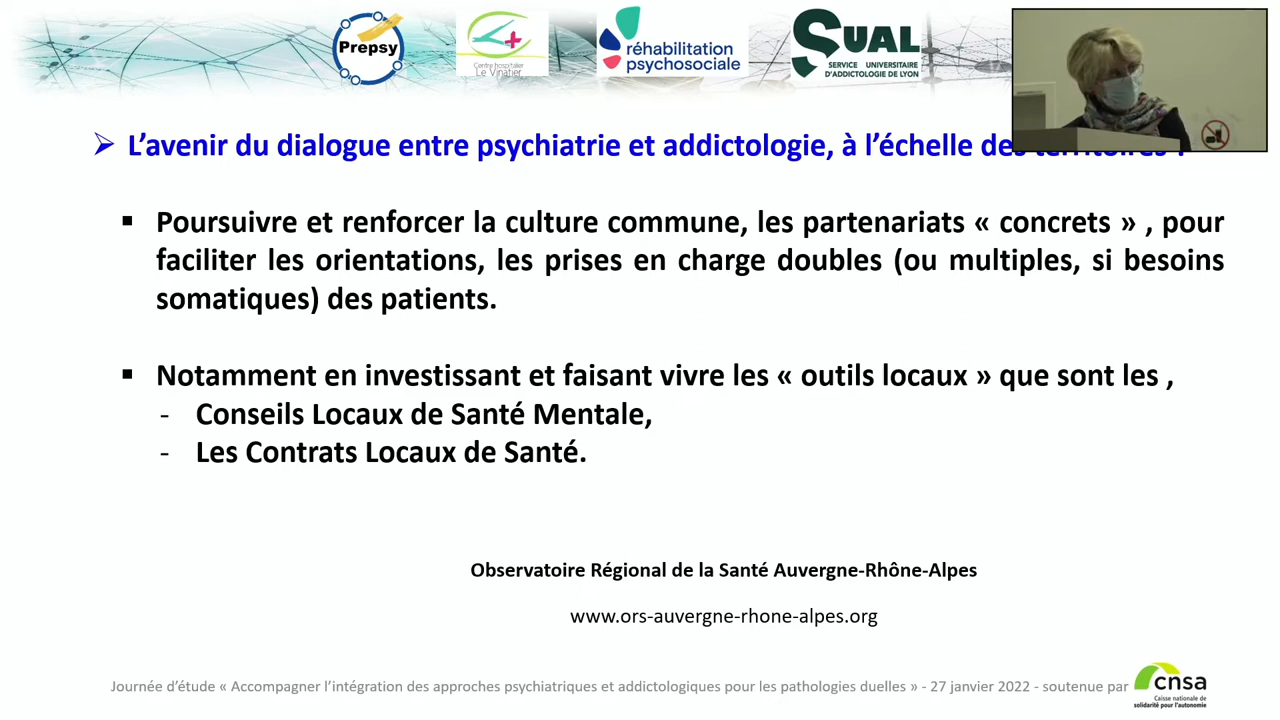 Prepsy
Centre hospitalier
Le Vinatier
réhabilitation
psychosociale
SUAL
SERVICE UNIVERSITAIRE
D'ADDICTOLOGIE DE LYON
L'avenir du dialogue entre psychiatrie et addictologie, à l'échelle des
Poursuivre et renforcer la culture commune, les partenariats « concrets » , pour
faciliter les orientations, les prises en charge doubles (ou multiples, si besoins
somatiques) des patients.
Notamment en investissant et faisant vivre les « outils locaux » que sont les ,
- Conseils Locaux de Santé Mentale,
- Les Contrats Locaux de Santé.
Observatoire Régional de la Santé Auvergne-Rhône-Alpes
www.ors-auvergne-rhone-alpes.org
Journée d'étude « Accompagner l'intégration des approches psychiatriques et addictologiques pour les pathologies duelles » - 27 janvier 2022 - soutenue par
cnsa
Caisse nationale de
solidarité pour l'autonomie